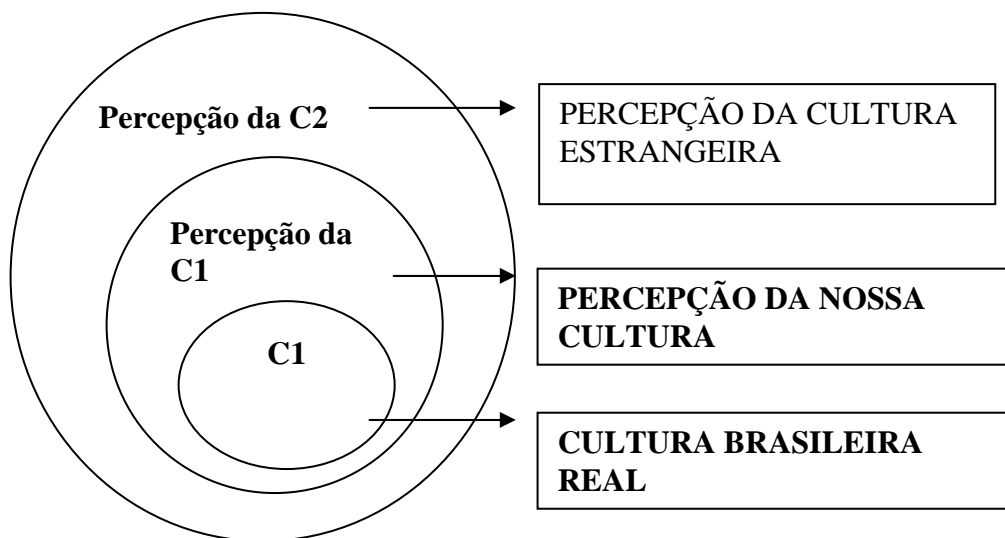 Percepção da C2
PERCEPÇÃO DA CULTURA
ESTRANGEIRA
Percepção da
C1
PERCEPÇÃO DA NOSSA
CULTURA
C1
CULTURA BRASILEIRA
REAL